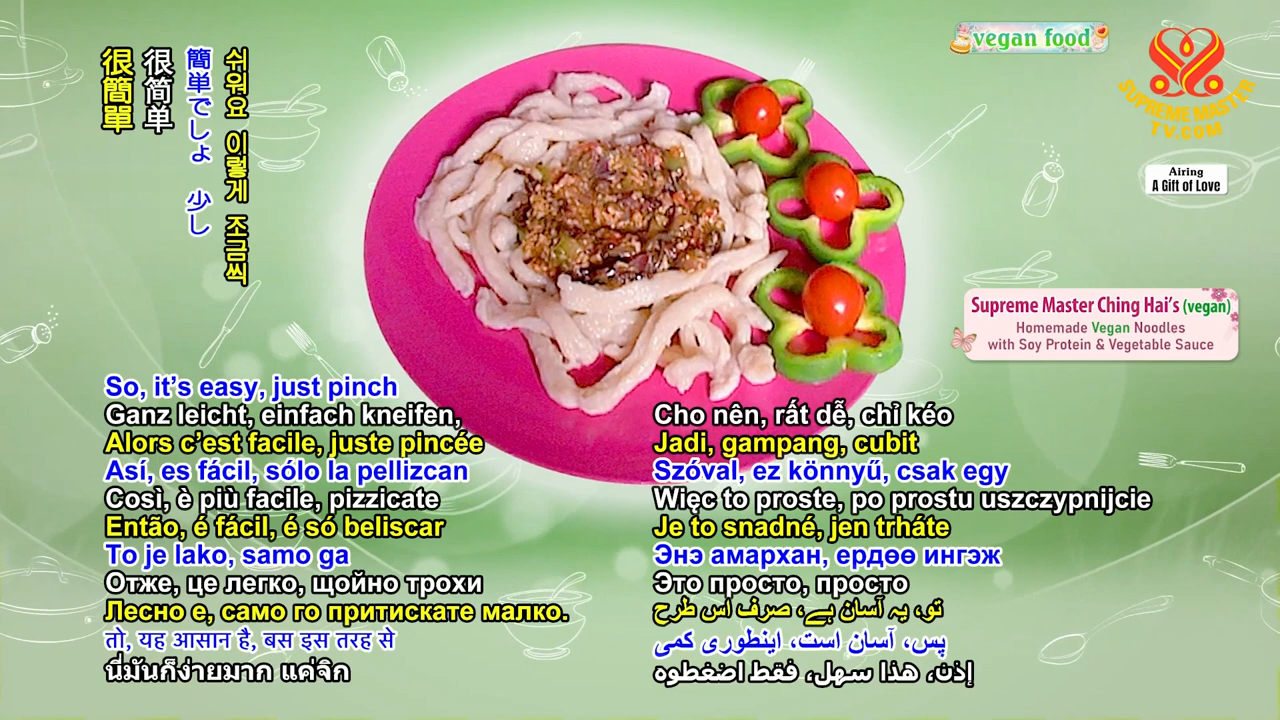 很簡單
很简单
簡単でしょ 少し
쉬워요 이렇게 조금씩
vegan food
SUPREME MASTER
TV.COM
Airing
A Gift of Love
Supreme Master Ching Hai's (vegan)
Homemade Vegan Noodles
with Soy Protein & Vegetable Sauce
So, it's easy, just pinch
Ganz leicht, einfach kneifen,
Alors c'est facile, juste pincée
Así, es fácil, sólo la pellizcan
Così, è più facile, pizzicate
Então, é fácil, é só beliscar
To je lako, samo ga
Отже, це легко, щойно трохи
Лесно е, само го притискате малко.
तो, यह आसान है, बस इस तरह से
นี่มันก็ง่ายมาก แค่จิก
Cho nên, rất dễ, chỉ kéo
Jadi, gampang, cubit
Szóval, ez könnyű, csak egy
Więc to proste, po prostu uszczypnijcie
Je to snadné, jen trháte
Энэ амархан, ердөө ингэж
Это просто, просто
تو، یہ آسان ہے، صرف اس طرح
پس، آسان است، اینطوری کمی
إذن، هذا سهل، فقط اضغطوه